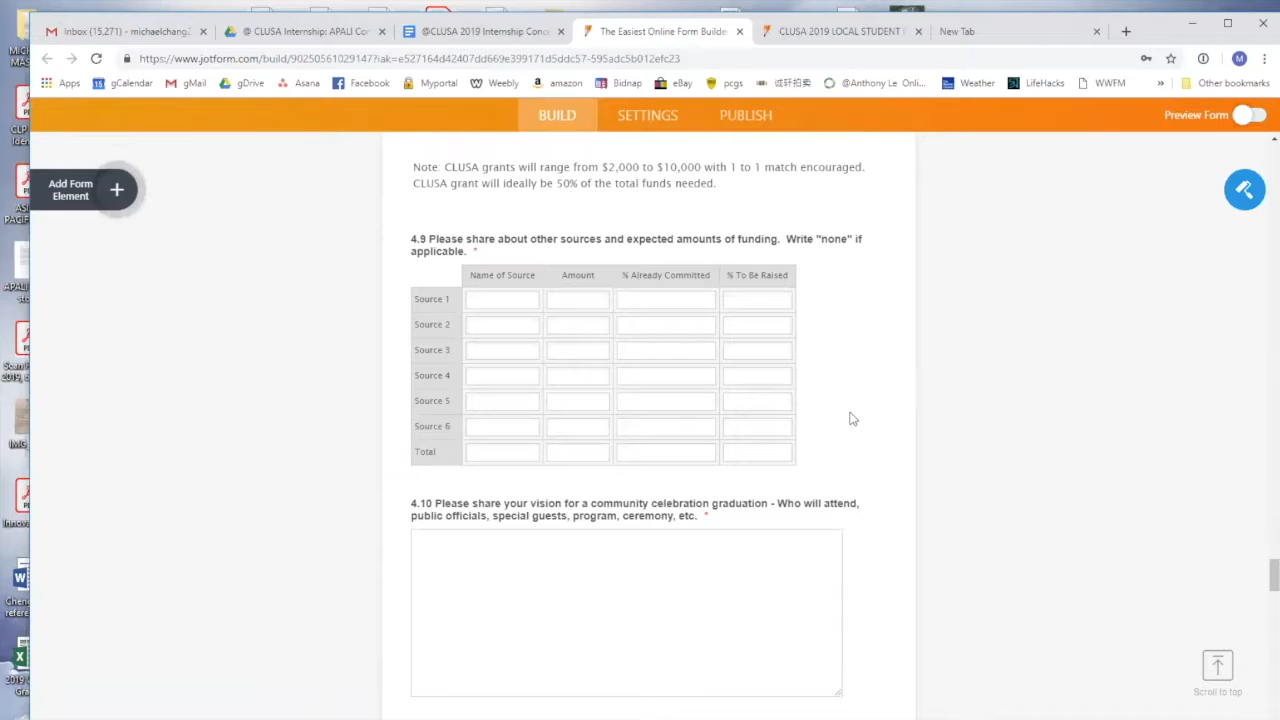 Inbox (15,271) - michaelchang2
@ CLUSA Internship: APALI Co
@CLUSA 2019 Internship Conc
The Easiest Online Form Builde
CLUSA 2019 LOCAL STUDENT I
New Tab
https://www.jotform.com/build/90250561029147?iak=e527164d42407dd669e399171d5ddc57-595adc5b012efc23
M
Apps gCalendar gMail gDrive Asana Facebook Myportal Weebly amazon Bidnap eBay pcgs 诚轩拍卖 @Anthony Le Onli... Weather LifeHacks WWFM » Other bookmarks
BUILD SETTINGS PUBLISH
Preview Form
Add Form
Element
Note: CLUSA grants will range from $2,000 to $10,000 with 1 to 1 match encouraged.
CLUSA grant will ideally be 50% of the total funds needed.
4.9 Please share about other sources and expected amounts of funding. Write "none" if
applicable. *
Name of Source Amount % Already Committed % To Be Raised
Source 1
Source 2
Source 3
Source 4
Source 5
Source 6
Total
4.10 Please share your vision for a community celebration graduation - Who will attend,
public officials, special guests, program, ceremony, etc. *
Scroll to top